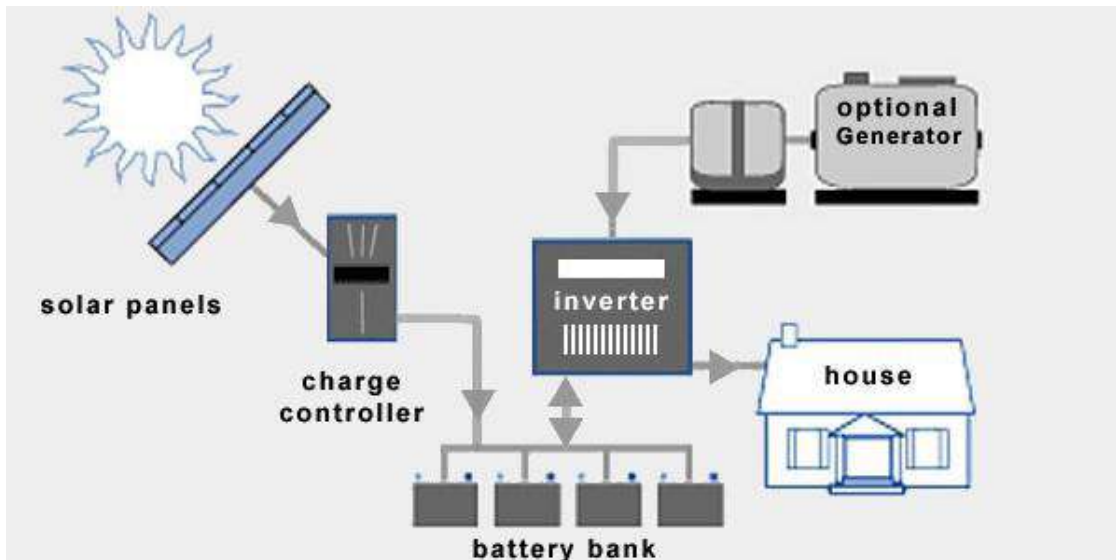 optional
Generator
inverter
solar panels
charge
controller
house
battery bank